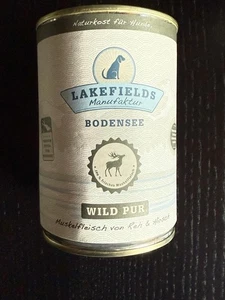 Naturkost für Hunde
LAKEFIELDS
Manufaktur
BODENSEE
WILD PUR
Muskelfleisch von Reh & Hirsch